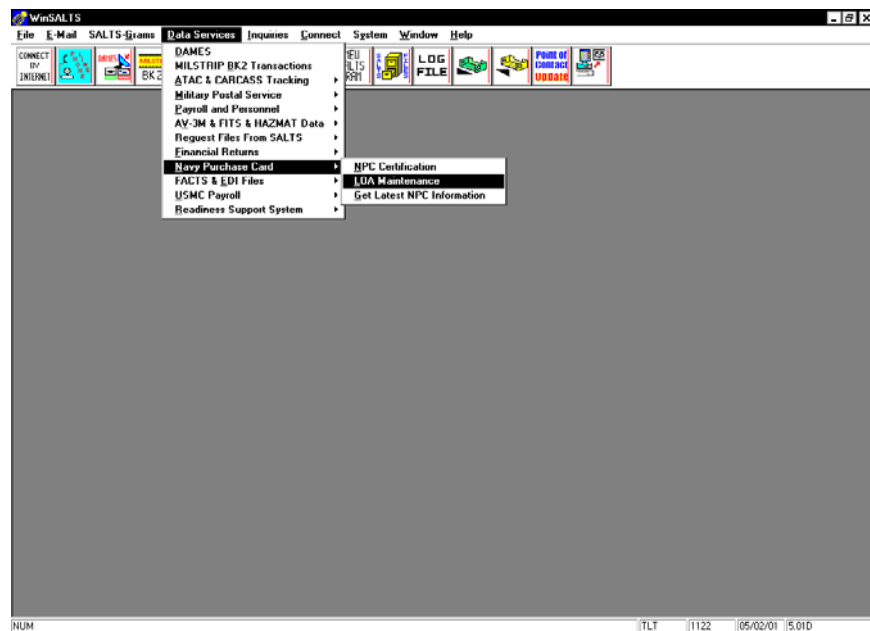 WinSALTS
File E-Mail SALTS-Grams Data Services Inquiries Connect System Window Help
CONNECT
BY
INTERNET
DAMES
BK2
LOG
FILE
Point of
Contact
Update
DAMES
MILSTRIP BK2 Transactions
ATAC & CARCASS Tracking
Military Postal Service
Payroll and Personnel
AV-3M & FITS & HAZMAT Data
Request Files From SALTS
Financial Returns
Navy Purchase Card
FACTS & EDI Files
USMC Payroll
Readiness Support System
NPC Certification
LOA Maintenance
Get Latest NPC Information
NUM TLT 1122 05/02/01 5.01D